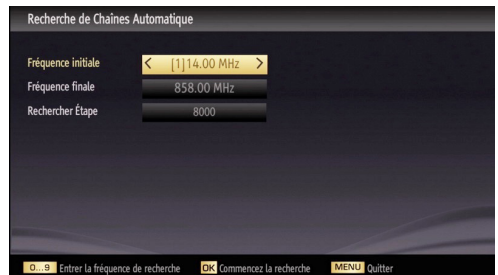 Recherche de Chaînes Automatique
Fréquence initiale < [1]14.00 MHz >
Fréquence finale 858.00 MHz
Rechercher Étape 8000
0...9 Entrer la fréquence de recherche OK Commencez la recherche MENU Quitter